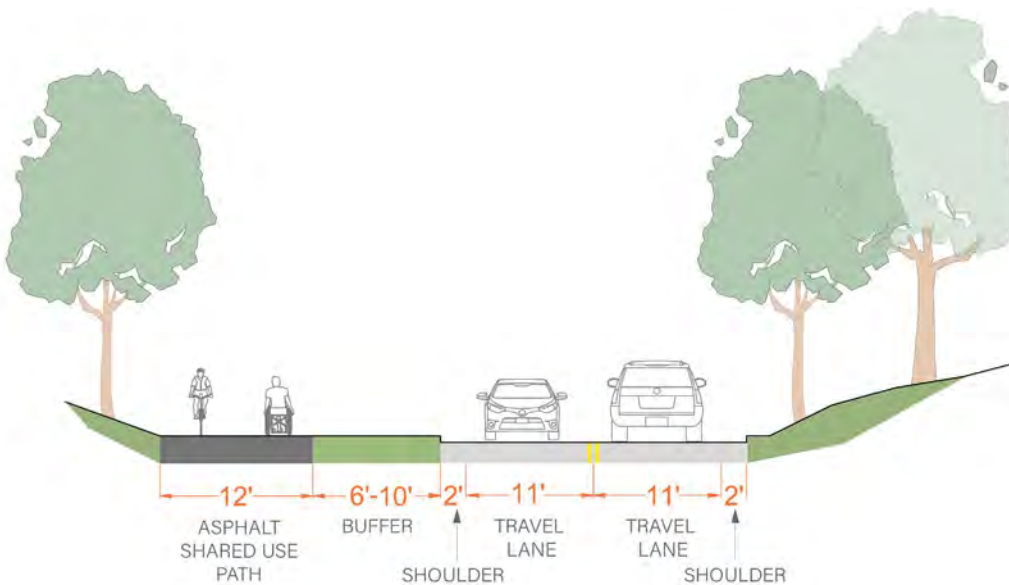 12'
6'-10'
2'
11'
11'
2'
ASPHALT
SHARED USE
PATH
BUFFER
SHOULDER
TRAVEL
LANE
TRAVEL
LANE
SHOULDER